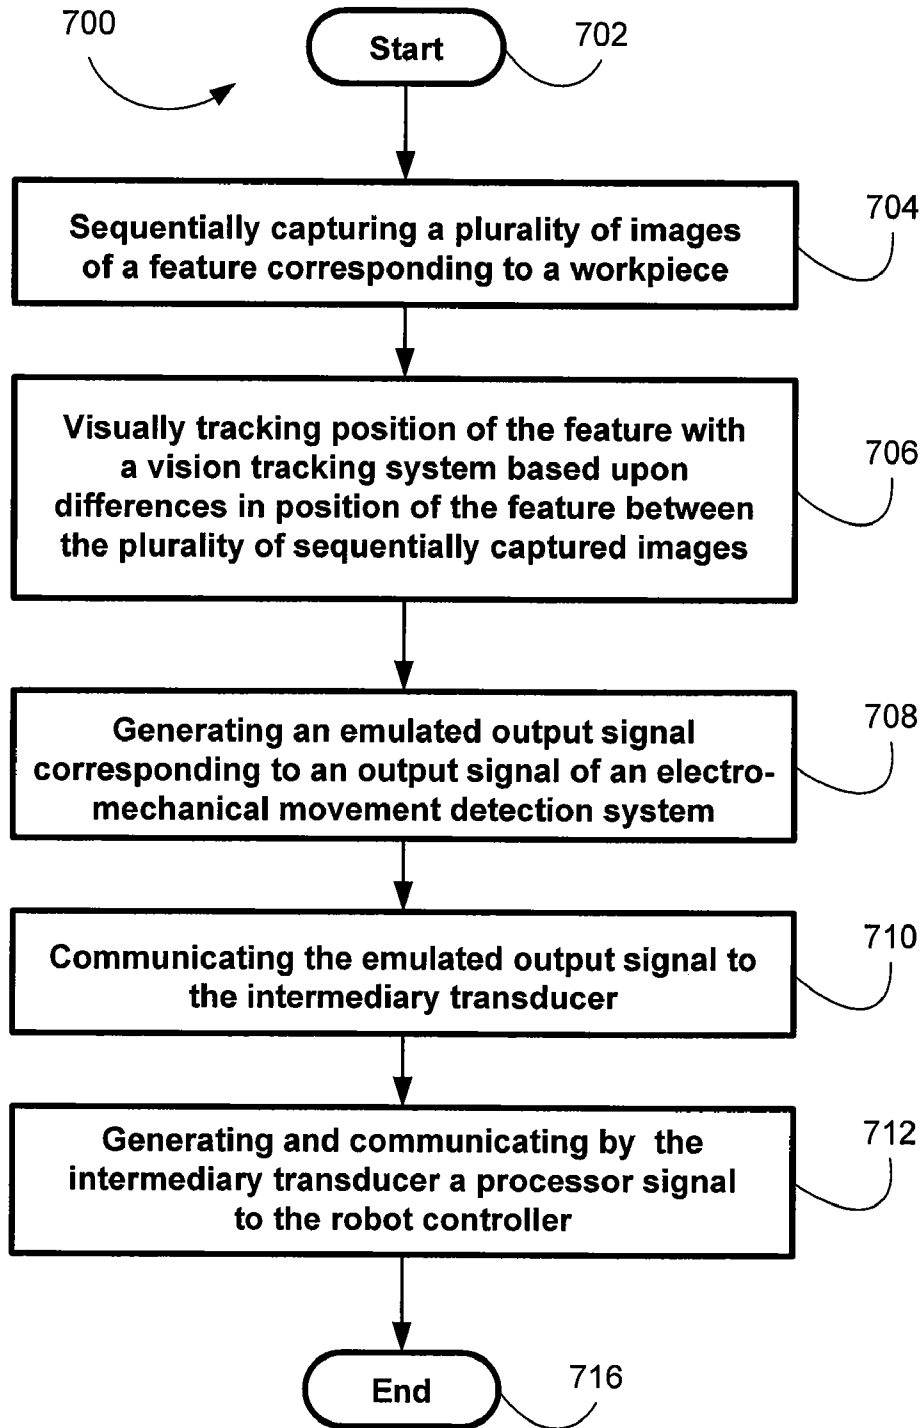 700
Start
702
Sequentially capturing a plurality of images
of a feature corresponding to a workpiece
704
Visually tracking position of the feature with
a vision tracking system based upon
differences in position of the feature between
the plurality of sequentially captured images
706
Generating an emulated output signal
corresponding to an output signal of an electro-
mechanical movement detection system
708
Communicating the emulated output signal to
the intermediary transducer
710
Generating and communicating by the
intermediary transducer a processor signal
to the robot controller
712
End
716